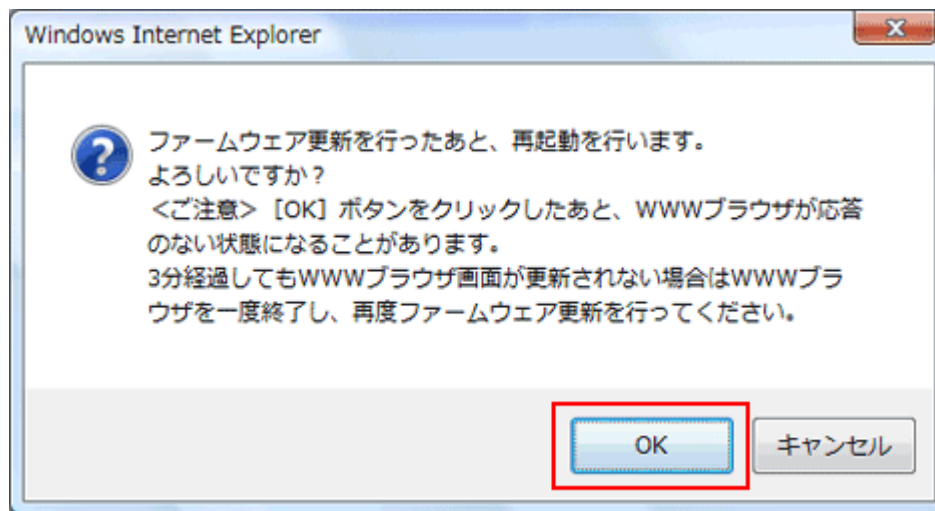 Windows Internet Explorer
ファームウェア更新を行ったあと、再起動を行います。
よろしいですか？
＜ご注意＞［OK］ボタンをクリックしたあと、WWWブラウザが応答
のない状態になることがあります。
3分経過してもWWWブラウザ画面が更新されない場合はWWWブラ
ウザを一度終了し、再度ファームウェア更新を行ってください。
OK
キャンセル